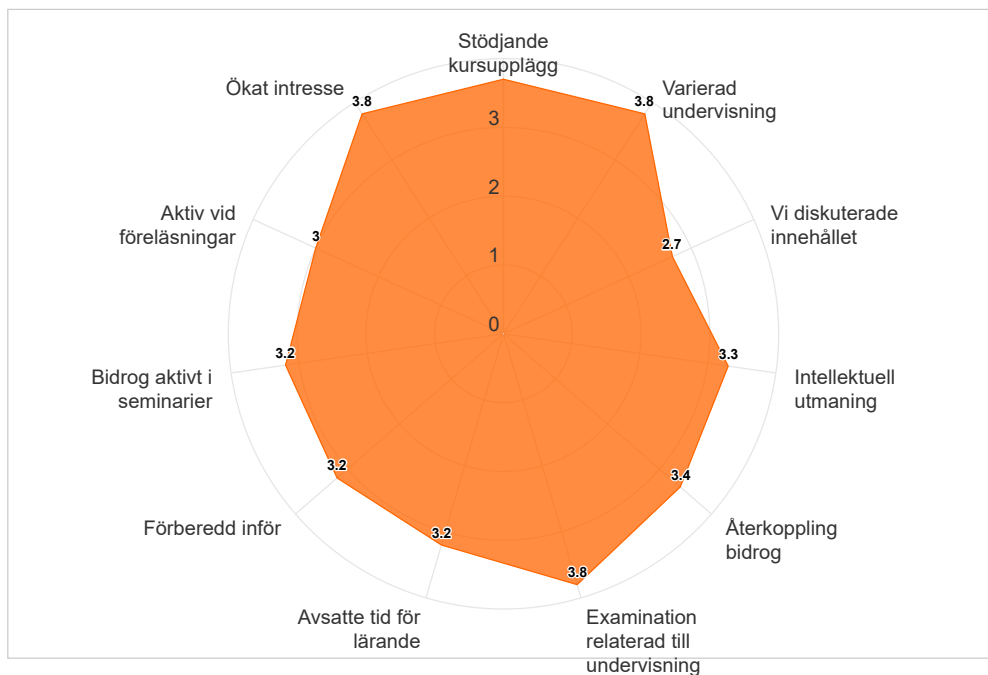 Stödjande
kursupplägg
Varierad
undervisning
3.8
Vi diskuterade
innehållet
2.7
Intellektuell
utmaning
3.3
Återkoppling
bidrog
3.4
Examination
relaterad till
undervisning
3.8
Avsatte tid för
lärande
3.2
Förberedd inför
3.2
Bidrog aktivt i
seminarier
3.2
Aktiv vid
föreläsningar
3
Ökat intresse
3.8
3
2
1
0